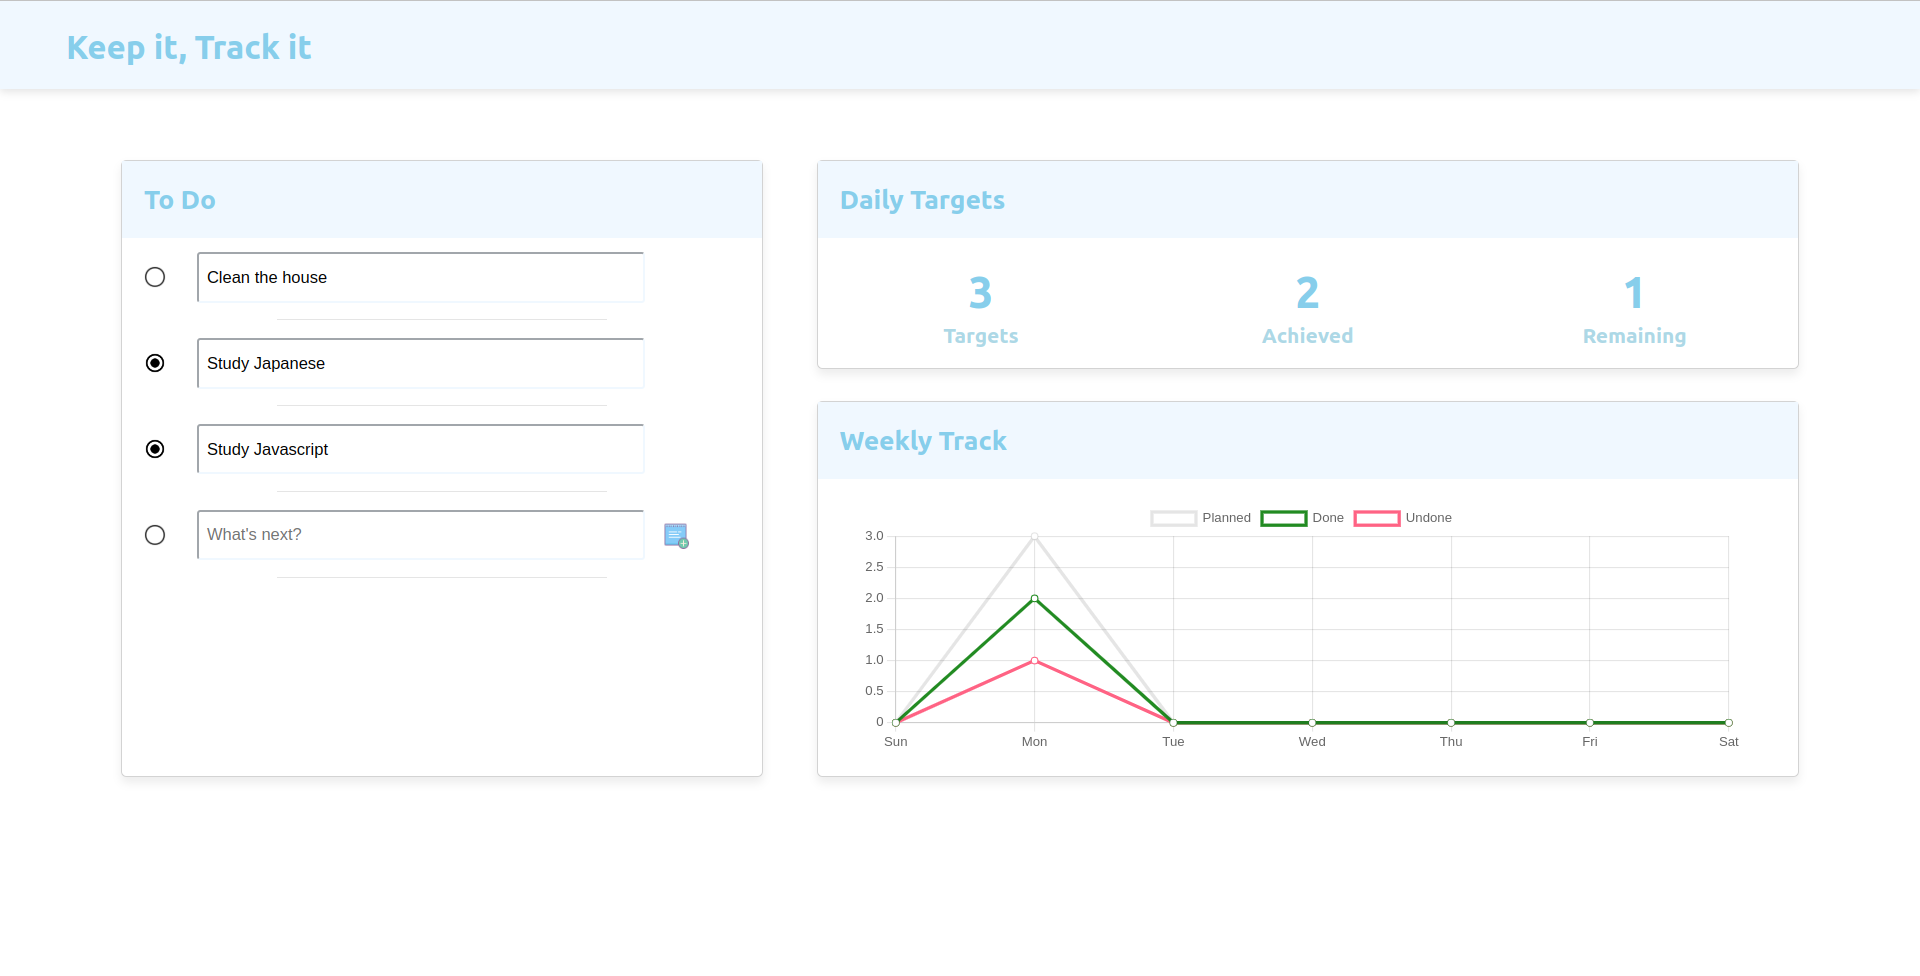 Keep it, Track it
To Do
Clean the house
Study Japanese
Study Javascript
What's next?
Daily Targets
3 2 1
Targets Achieved Remaining
Weekly Track
Planned Done Undone
3.0
2.5
2.0
1.5
1.0
0.5
0
Sun Mon Tue Wed Thu Fri Sat